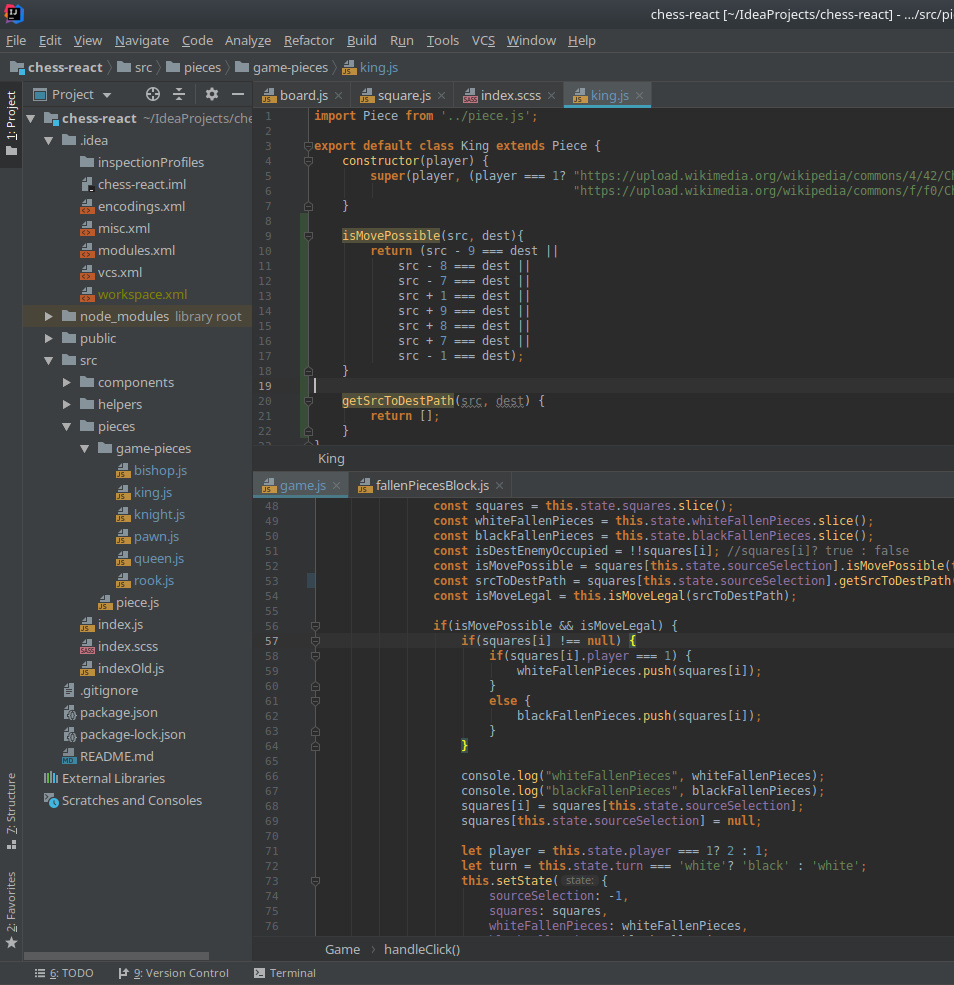 chess-react [~/IdeaProjects/chess-react] - .../src/pi
File Edit View Navigate Code Analyze Refactor Build Run Tools VCS Window Help
chess-react src pieces game-pieces king.js
1: Project
Project
board.js square.js index.scss king.js
chess-react ~/IdeaProjects/che
.idea
inspectionProfiles
chess-react.iml
encodings.xml
misc.xml
modules.xml
vcs.xml
workspace.xml
node_modules library root
public
src
components
helpers
pieces
game-pieces
bishop.js
king.js
knight.js
pawn.js
queen.js
rook.js
piece.js
index.js
index.scss
indexOld.js
.gitignore
package.json
package-lock.json
README.md
External Libraries
Scratches and Consoles
1 import Piece from '../piece.js';
2
3 export default class King extends Piece {
4 constructor(player) {
5 super(player, (player === 1? "https://upload.wikimedia.org/wikipedia/commons/4/42/Ch
6 "https://upload.wikimedia.org/wikipedia/commons/f/f0/Ch
7 }
8
9 isMovePossible(src, dest){
10 return (src - 9 === dest ||
11 src - 8 === dest ||
12 src - 7 === dest ||
13 src + 1 === dest ||
14 src + 9 === dest ||
15 src + 8 === dest ||
16 src + 7 === dest ||
17 src - 1 === dest);
18 }
19
20 getSrcToDestPath(src, dest) {
21 return [];
22 }
23 }
King
game.js fallenPiecesBlock.js
48 const squares = this.state.squares.slice();
49 const whiteFallenPieces = this.state.whiteFallenPieces.slice();
50 const blackFallenPieces = this.state.blackFallenPieces.slice();
51 const isDestEnemyOccupied = !!squares[i]; //squares[i]? true : false
52 const isMovePossible = squares[this.state.sourceSelection].isMovePossible(t
53 const srcToDestPath = squares[this.state.sourceSelection].getSrcToDestPath(
54 const isMoveLegal = this.isMoveLegal(srcToDestPath);
55
56 if(isMovePossible && isMoveLegal) {
57 if(squares[i] !== null) {
58 if(squares[i].player === 1) {
59 whiteFallenPieces.push(squares[i]);
60 }
61 else {
62 blackFallenPieces.push(squares[i]);
63 }
64 }
65
66 console.log("whiteFallenPieces", whiteFallenPieces);
67 console.log("blackFallenPieces", blackFallenPieces);
68 squares[i] = squares[this.state.sourceSelection];
69 squares[this.state.sourceSelection] = null;
70
71 let player = this.state.player === 1? 2 : 1;
72 let turn = this.state.turn === 'white'? 'black' : 'white';
73 this.setState( state: {
74 sourceSelection: -1,
75 squares: squares,
76 whiteFallenPieces: whiteFallenPieces,
Game handleClick()
7: Structure
2: Favorites
6: TODO 9: Version Control Terminal